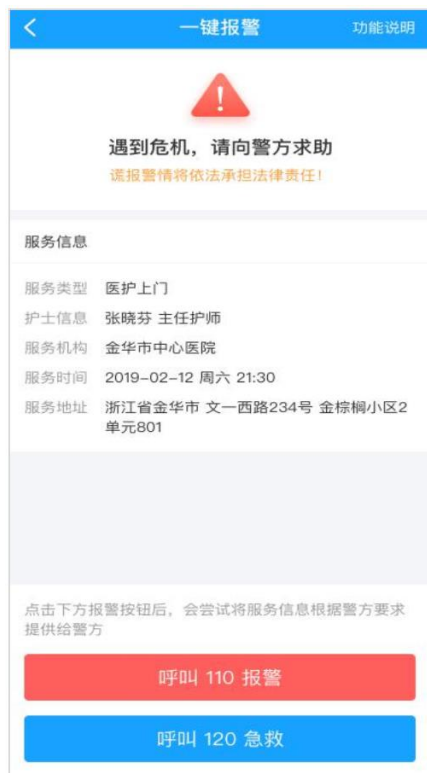 一键报警
功能说明
遇到危机，请向警方求助
谎报警情将依法承担法律责任！
服务信息
服务类型 医护上门
护士信息 张晓芬 主任护师
服务机构 金华市中心医院
服务时间 2019-02-12 周六 21:30
服务地址 浙江省金华市 文一西路234号 金棕榈小区2
单元801
点击下方报警按钮后，会尝试将服务信息根据警方要求
提供给警方
呼叫 110 报警
呼叫 120 急救